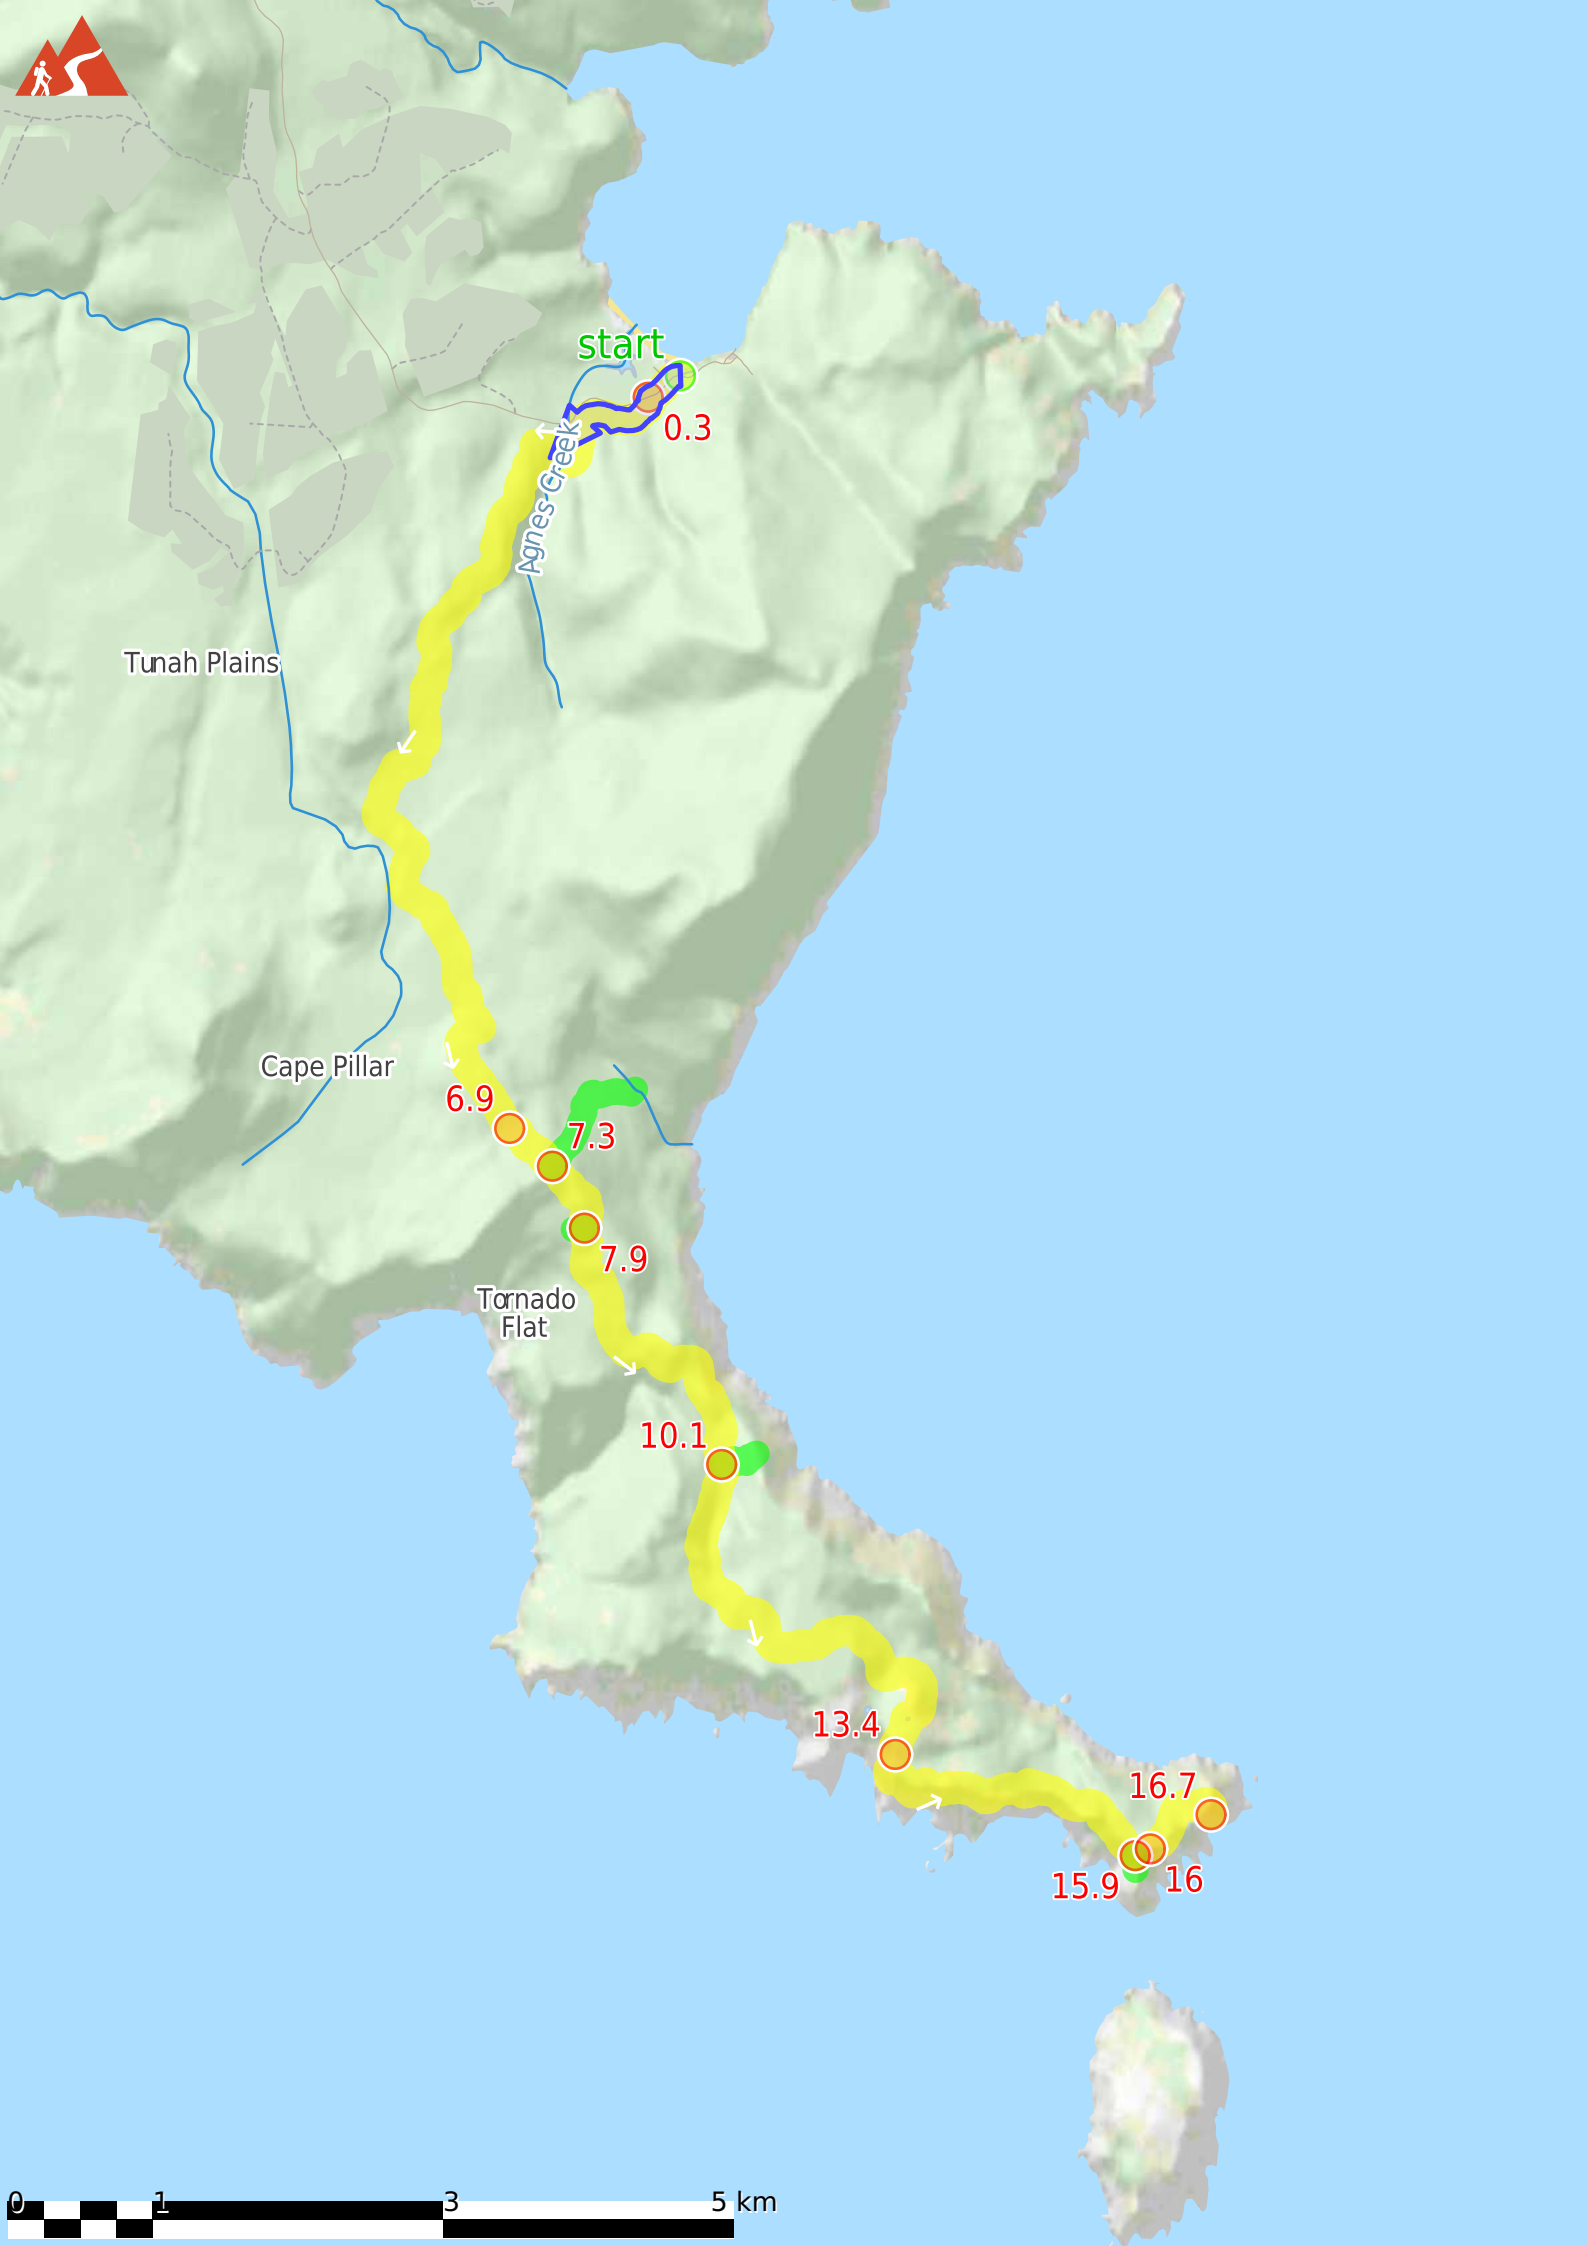 start
0.3
Agnes Creek
Tunah Plains
Cape Pillar
6.9
7.3
7.9
Tornado
Flat
10.1
13.4
16.7
15.9
16
0 1 3 5 km